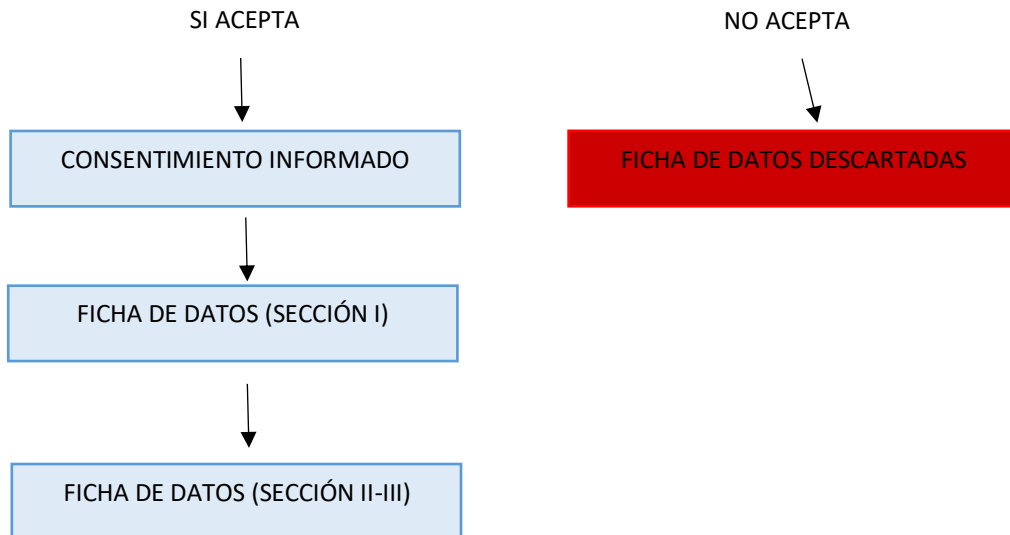 SI ACEPTA
NO ACEPTA
CONSENTIMIENTO INFORMADO
FICHA DE DATOS DESCARTADAS
FICHA DE DATOS (SECCIÓN I)
FICHA DE DATOS (SECCIÓN II-III)